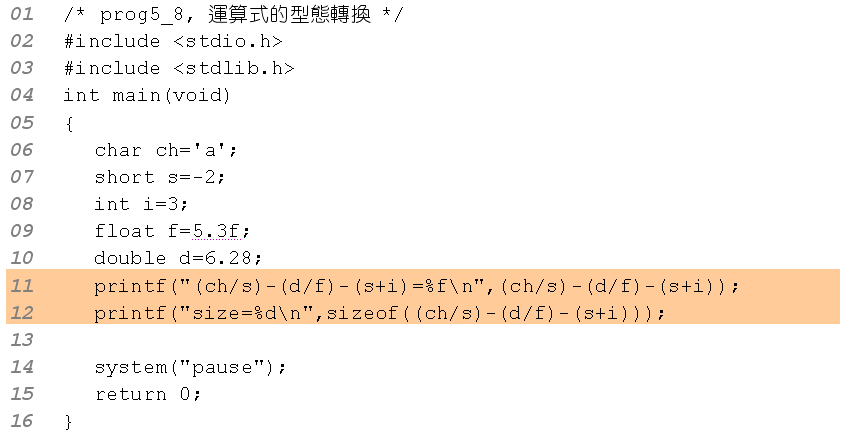 01 /* prog5_8, 運算式的型態轉換 */
02 #include <stdio.h>
03 #include <stdlib.h>
04 int main(void)
05 {
06 char ch='a';
07 short s=-2;
08 int i=3;
09 float f=5.3f;
10 double d=6.28;
11 printf("(ch/s)-(d/f)-(s+i)=%f\n",(ch/s)-(d/f)-(s+i));
12 printf("size=%d\n",sizeof((ch/s)-(d/f)-(s+i)));
13
14 system("pause");
15 return 0;
16 }